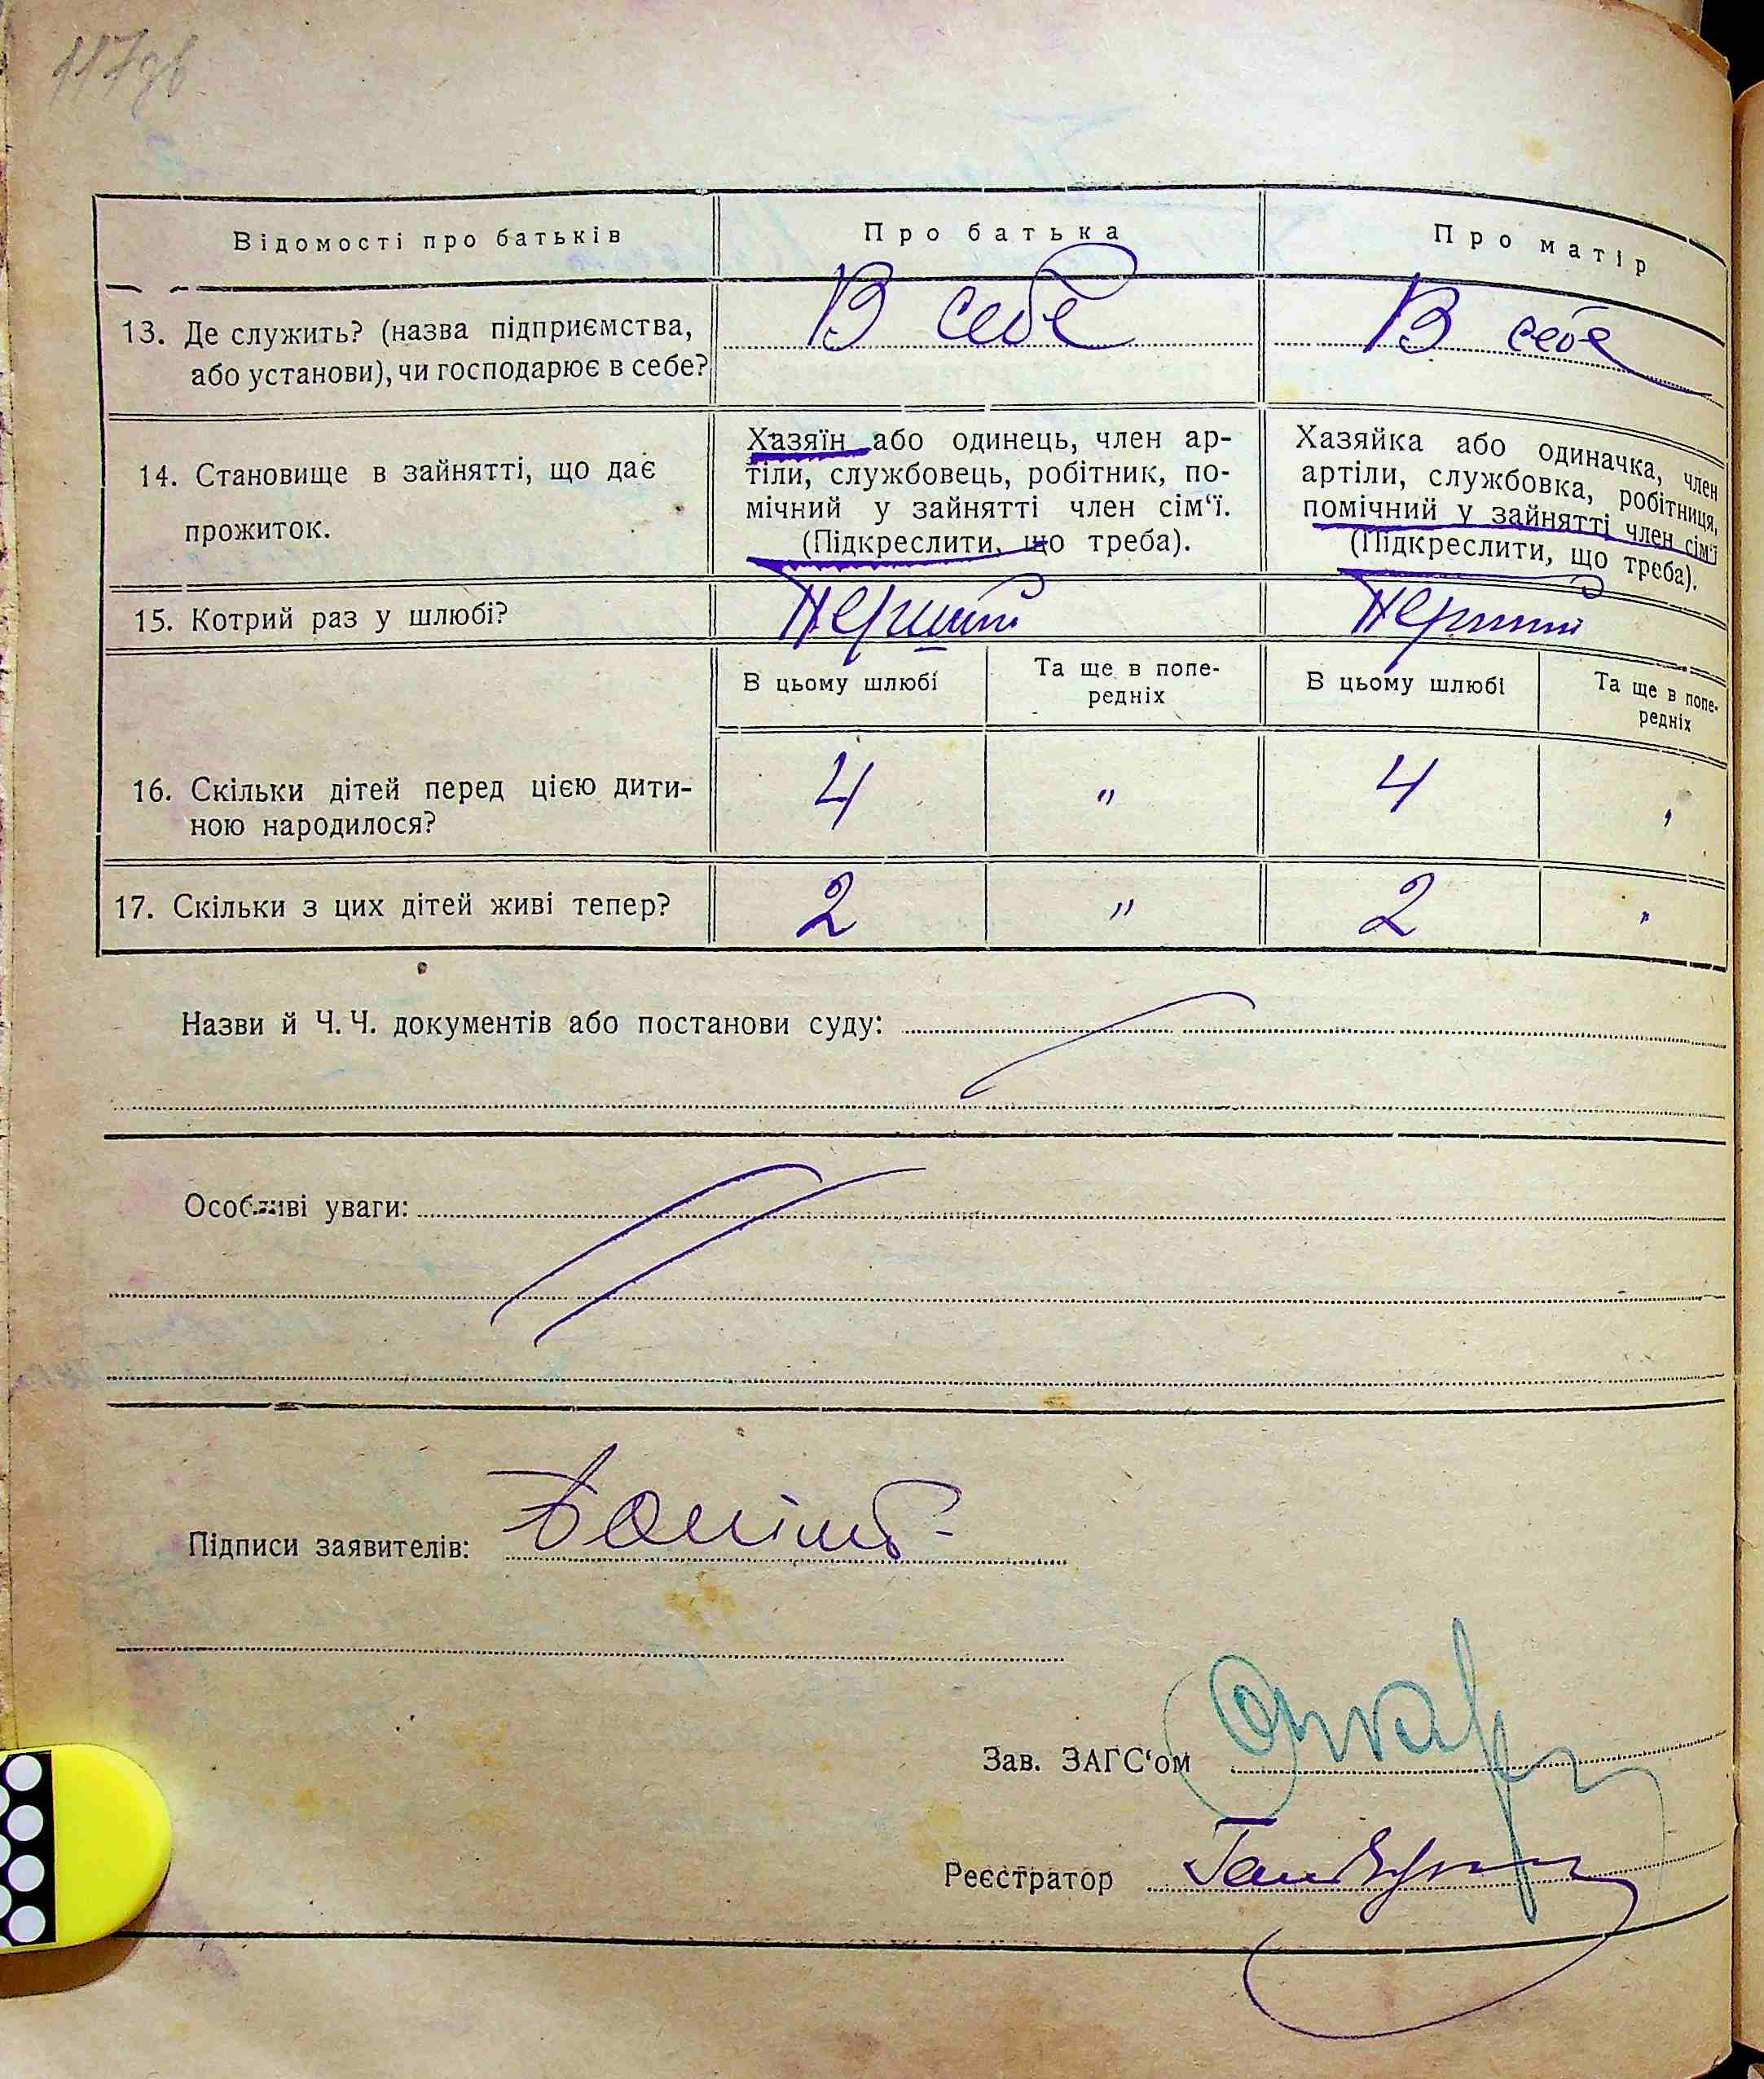 117зв
Відомості про батьків
Про батька
Про матір
13. Де служить? (назва підприємства,
або установи), чи господарює в себе?
В себе
В себе
14. Становище в зайнятті, що дає
прожиток.
Хазяїн або одинець, член ар-
тіли, службовець, робітник, по-
мічний у зайнятті член сім‘ї.
(Підкреслити, що треба).
Хазяйка або одиначка, член
артіли, службовка, робітниця,
помічний у зайнятті член сім‘ї
(Підкреслити, що треба).
15. Котрий раз у шлюбі?
Перший
Перший
В цьому шлюбі
Та ще в попе-
редніх
В цьому шлюбі
Та ще в попе-
редніх
16. Скільки дітей перед цією дити-
ною народилося?
4 " 4 "
17. Скільки з цих дітей живі тепер?
2 " 2 "
Назви й Ч. Ч. документів або постанови суду:
Особливі уваги:
Підписи заявителів:
Зав. ЗАГС‘ом
Реєстратор